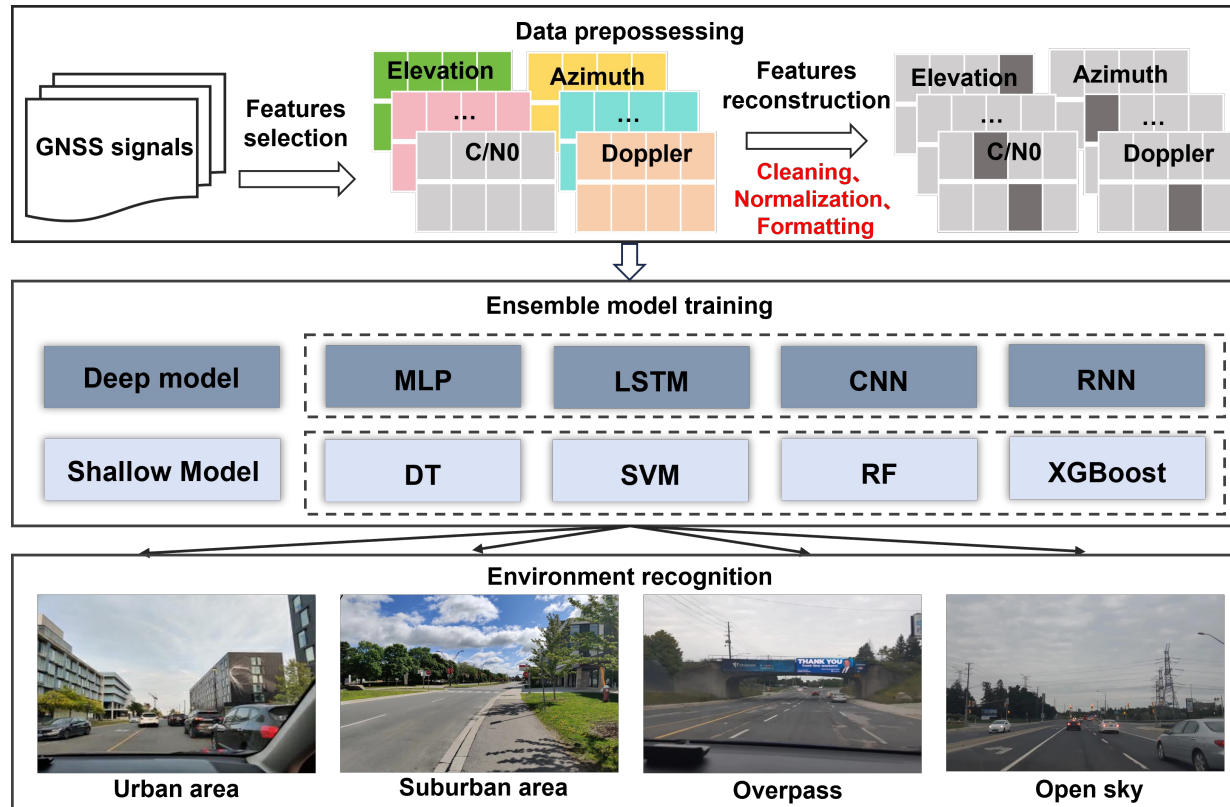 Data prepossessing
GNSS signals
Features
selection
Elevation
Azimuth
...
...
C/N0
Doppler
Features
reconstruction
Cleaning、
Normalization、
Formatting
Elevation
Azimuth
...
...
C/N0
Doppler
Ensemble model training
Deep model
MLP
LSTM
CNN
RNN
Shallow Model
DT
SVM
RF
XGBoost
Environment recognition
THANK YOU
Urban area
Suburban area
Overpass
Open sky